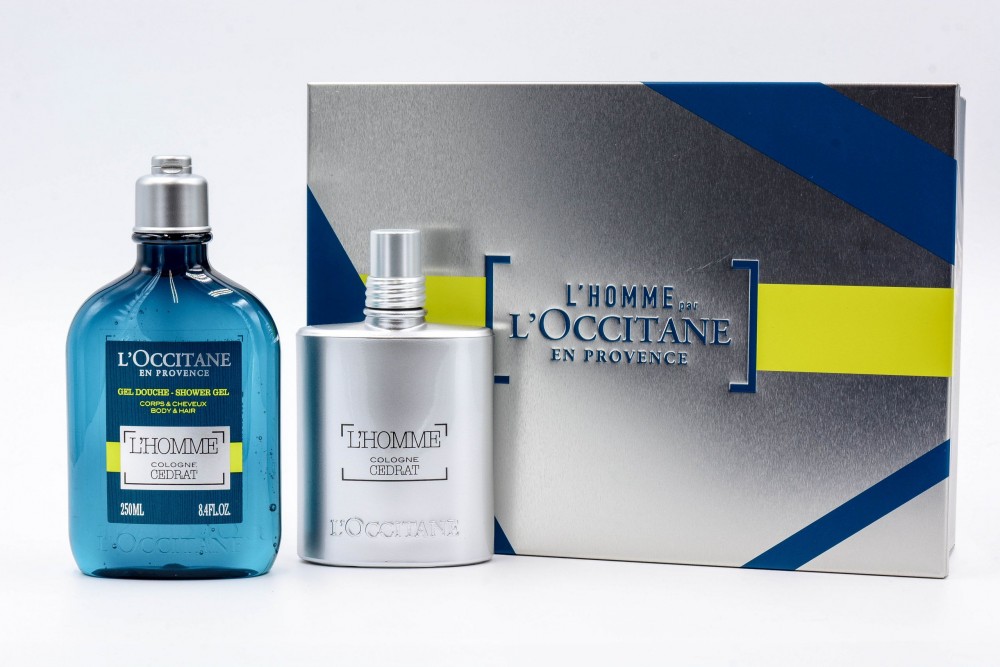 L'OCCITANE
EN PROVENCE
GEL DOUCHE - SHOWER GEL
CORPS & CHEVEUX
BODY & HAIR
L'HOMME
COLOGNE
CEDRAT
250ML 8.4FL.OZ.
L'OCCITANE
L'HOMME
COLOGNE
CEDRAT
L'OCCITANE
L'HOMME par
L'OCCITANE
EN PROVENCE